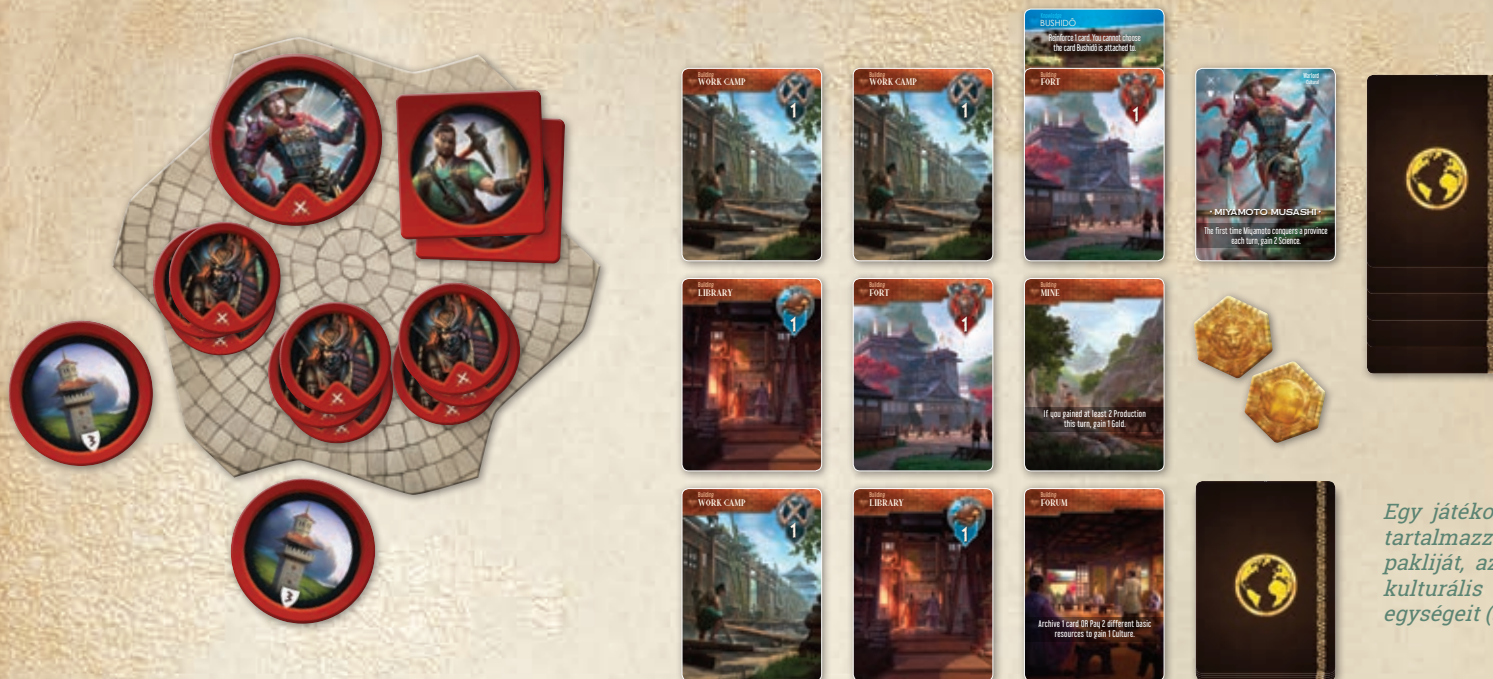 BUSHIDŌ
Reinforce 1 card. You cannot choose
the card Bushidō is attached to.
Building
WORK CAMP
1
Building
WORK CAMP
1
Building
FORT
1
Warlord
MIYAMOTO MUSASHI
The first time Miyamoto conquers a province
each turn, gain 2 Science.
Building
LIBRARY
1
Building
FORT
1
Building
MINE
If you gained at least 2 Production
this turn, gain 1 Gold.
3
3
Building
WORK CAMP
1
Building
LIBRARY
1
Building
FORUM
Archive 1 card OR Pay 2 different basic
resources to gain 1 Culture.
Egy játéko
tartalmazz
pakliját, az
kulturális
egységeit (